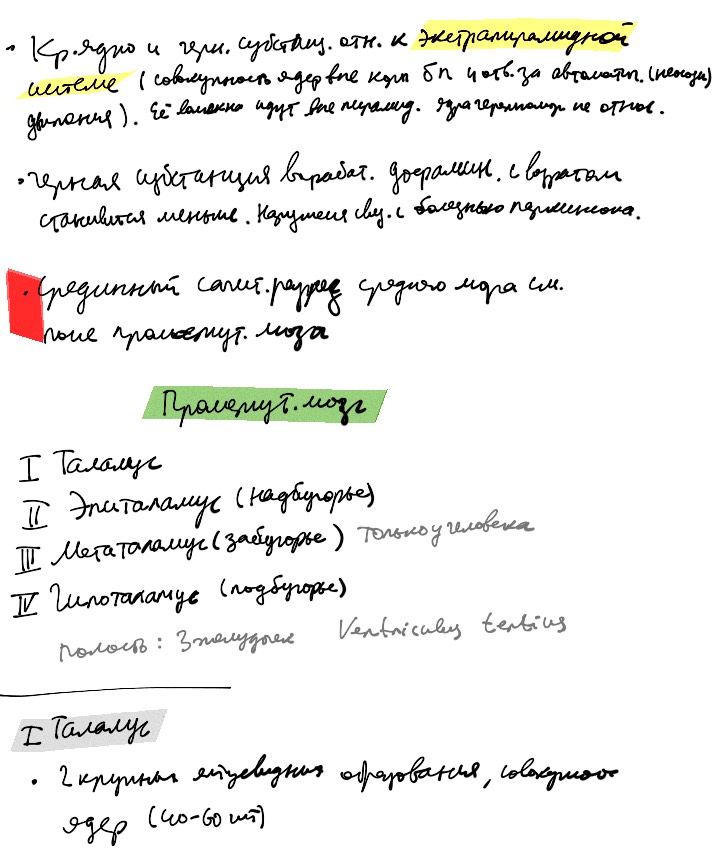 · Кр. ядро и черн. субстанц. отн. к экстрапирамидной
системе (совокупность ядер вне коры бп и отв. за автоматич. (неосозн)
движения). Её волокна идут вне пирамид. Ядра черепномозг не относ.
· Черная субстанция вырабат. дофамин. с возрастом
становится меньше. Нарушения связ. с болезнью паркинсона.
· Срединный сагит. разрез среднего мозга см.
после промежут. мозга
Промежут. мозг
I Таламус
II Эпиталамус (надбугорье)
III Метаталамус (забугорье) только у человека
IV Гипоталамус (подбугорье)
полость: 3 желудочек Ventriculus tertius
I Таламус
· 2 крупных яйцевидных образования, совокупность
ядер (40-60 шт)